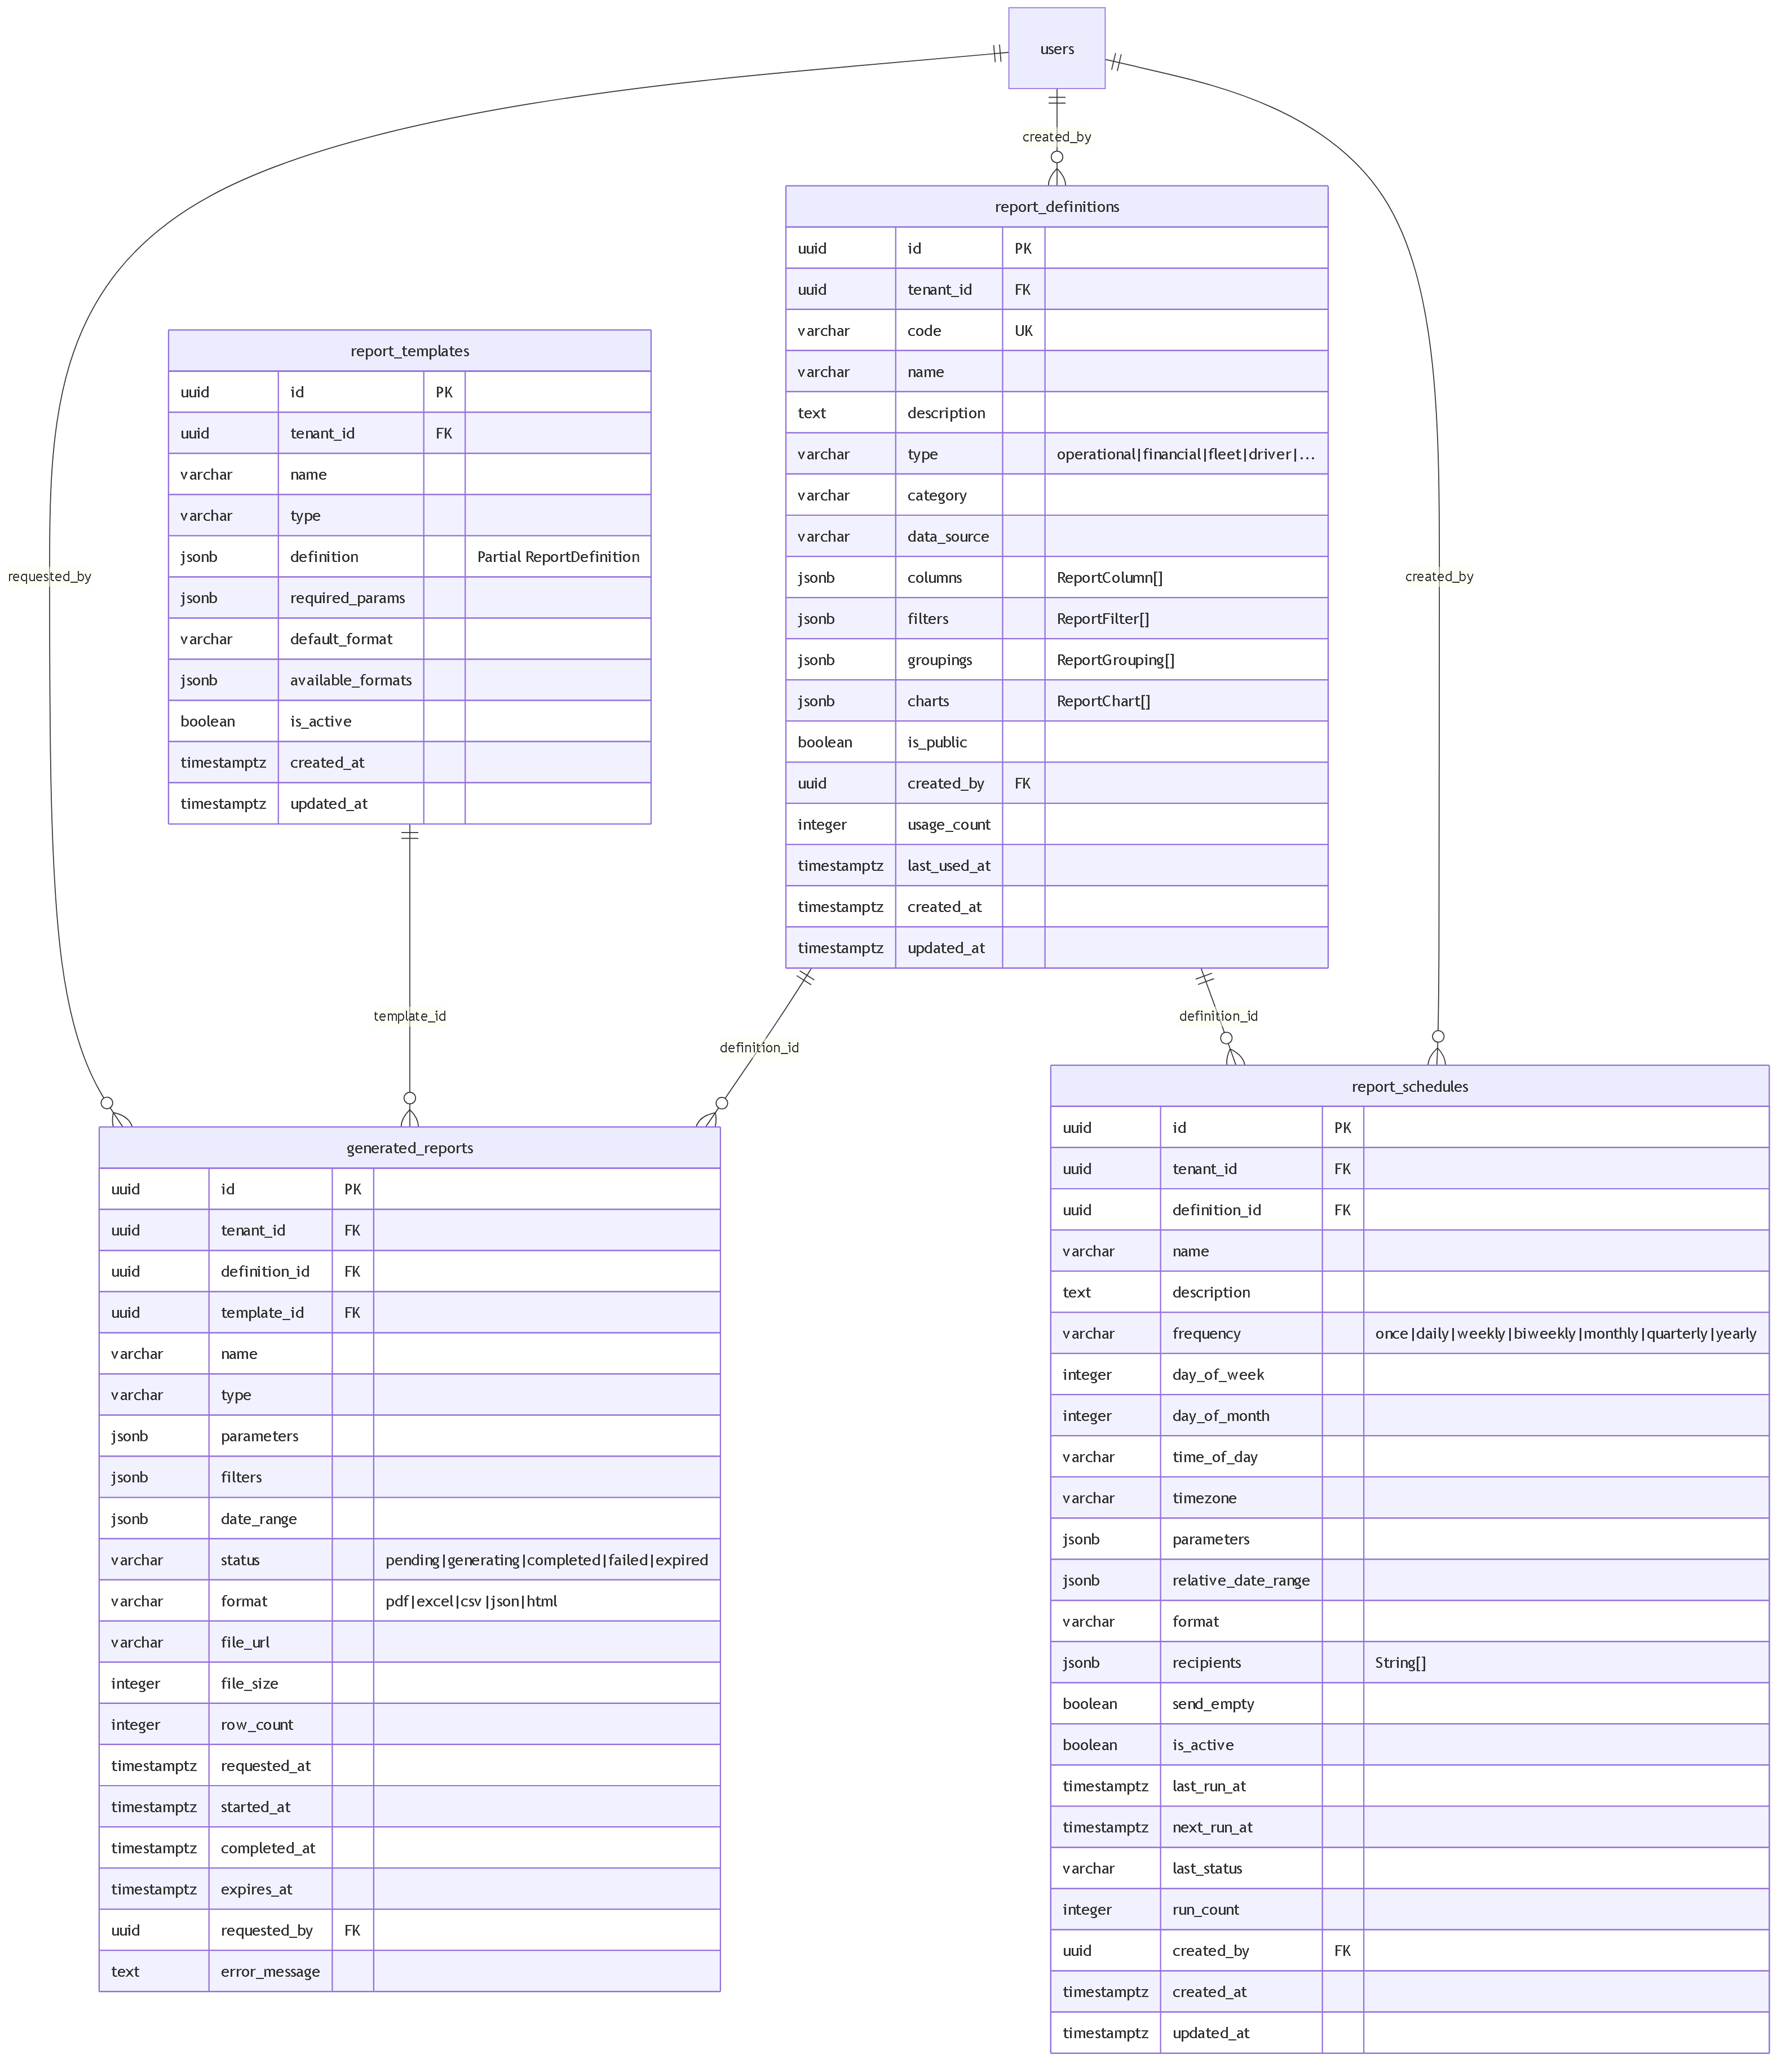 users
created_by
report_definitions
uuid id PK
uuid tenant_id FK
varchar code UK
varchar name
text description
varchar type operational|financial|fleet|driver|...
varchar category
varchar data_source
jsonb columns ReportColumn[]
jsonb filters ReportFilter[]
jsonb groupings ReportGrouping[]
jsonb charts ReportChart[]
boolean is_public
uuid created_by FK
integer usage_count
timestamptz last_used_at
timestamptz created_at
timestamptz updated_at
report_templates
uuid id PK
uuid tenant_id FK
varchar name
varchar type
jsonb definition Partial ReportDefinition
jsonb required_params
varchar default_format
jsonb available_formats
boolean is_active
timestamptz created_at
timestamptz updated_at
requested_by
created_by
template_id
definition_id
definition_id
generated_reports
uuid id PK
uuid tenant_id FK
uuid definition_id FK
uuid template_id FK
varchar name
varchar type
jsonb parameters
jsonb filters
jsonb date_range
varchar status pending|generating|completed|failed|expired
varchar format pdf|excel|csv|json|html
varchar file_url
integer file_size
integer row_count
timestamptz requested_at
timestamptz started_at
timestamptz completed_at
timestamptz expires_at
uuid requested_by FK
text error_message
report_schedules
uuid id PK
uuid tenant_id FK
uuid definition_id FK
varchar name
text description
varchar frequency once|daily|weekly|biweekly|monthly|quarterly|yearly
integer day_of_week
integer day_of_month
varchar time_of_day
varchar timezone
jsonb parameters
jsonb relative_date_range
varchar format
jsonb recipients String[]
boolean send_empty
boolean is_active
timestamptz last_run_at
timestamptz next_run_at
varchar last_status
integer run_count
uuid created_by FK
timestamptz created_at
timestamptz updated_at